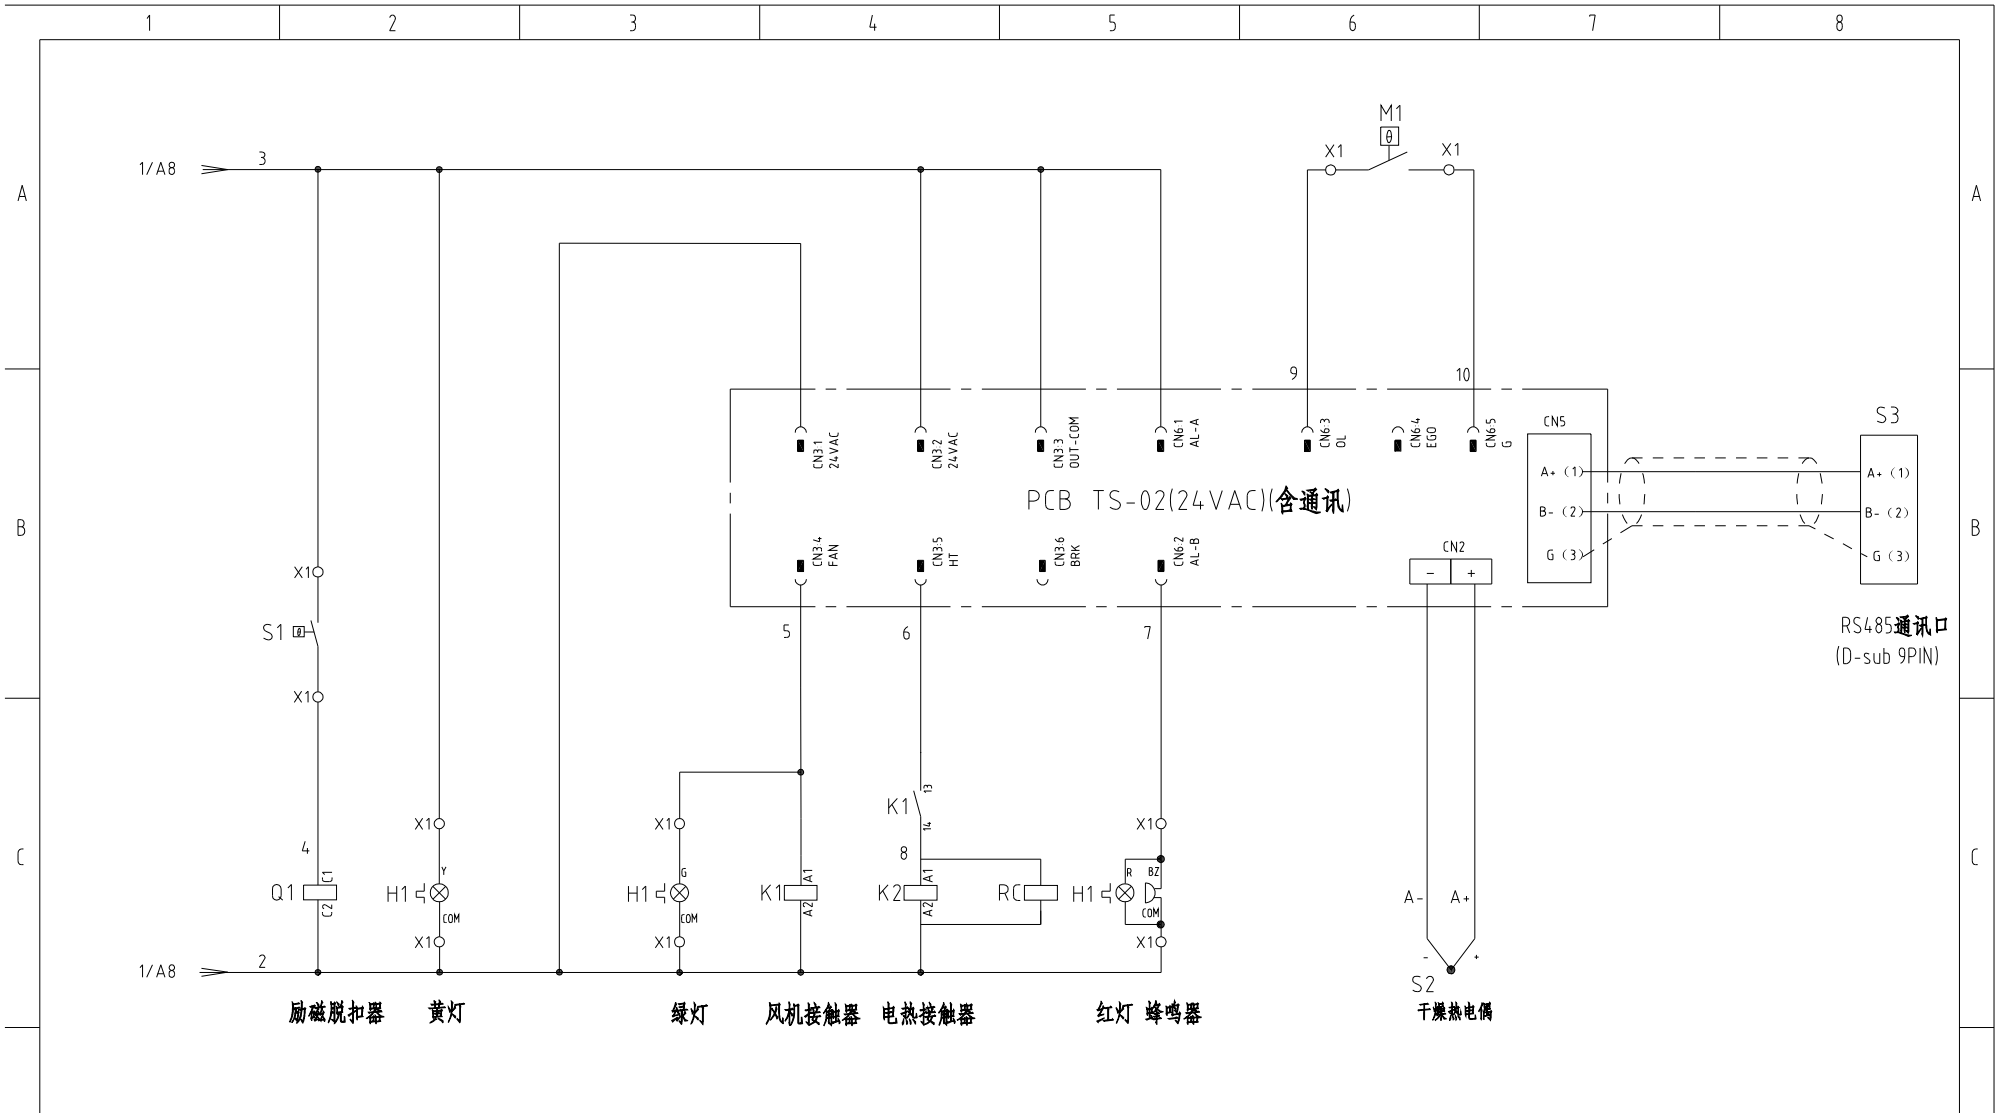 1 2 3 4 5 6 7 8
M1
θ
X1 X1
1/A8 3
A A
9 10
CN3:1
24VAC
CN3:2
24VAC
CN3:3
OUT-COM
CN6:1
AL-A
CN6:3
OL
CN6:4
EGO
CN6:5
G
CN5
S3
A+ (1) A+ (1)
PCB TS-02(24VAC)(含通讯)
B- (2) B- (2)
B B
CN3:4
FAN
CN3:5
HT
CN3:6
BRK
CN6:2
AL-B
CN2
- +
G (3) G (3)
X1
S1 θ
5 6 7
RS485通讯口
(D-sub 9PIN)
X1
K1 13
14
X1 X1 X1
4 8
C C
Q1 C1
C2
H1 Y
COM
H1 G
COM
K1 A1
A2
K2 A1
A2
RC
H1 R BZ
COM
A- A+
X1 X1 X1
1/A8 2
- +
S2
励磁脱扣器 黄灯 绿灯 风机接触器 电热接触器 红灯 蜂鸣器 干燥热电偶